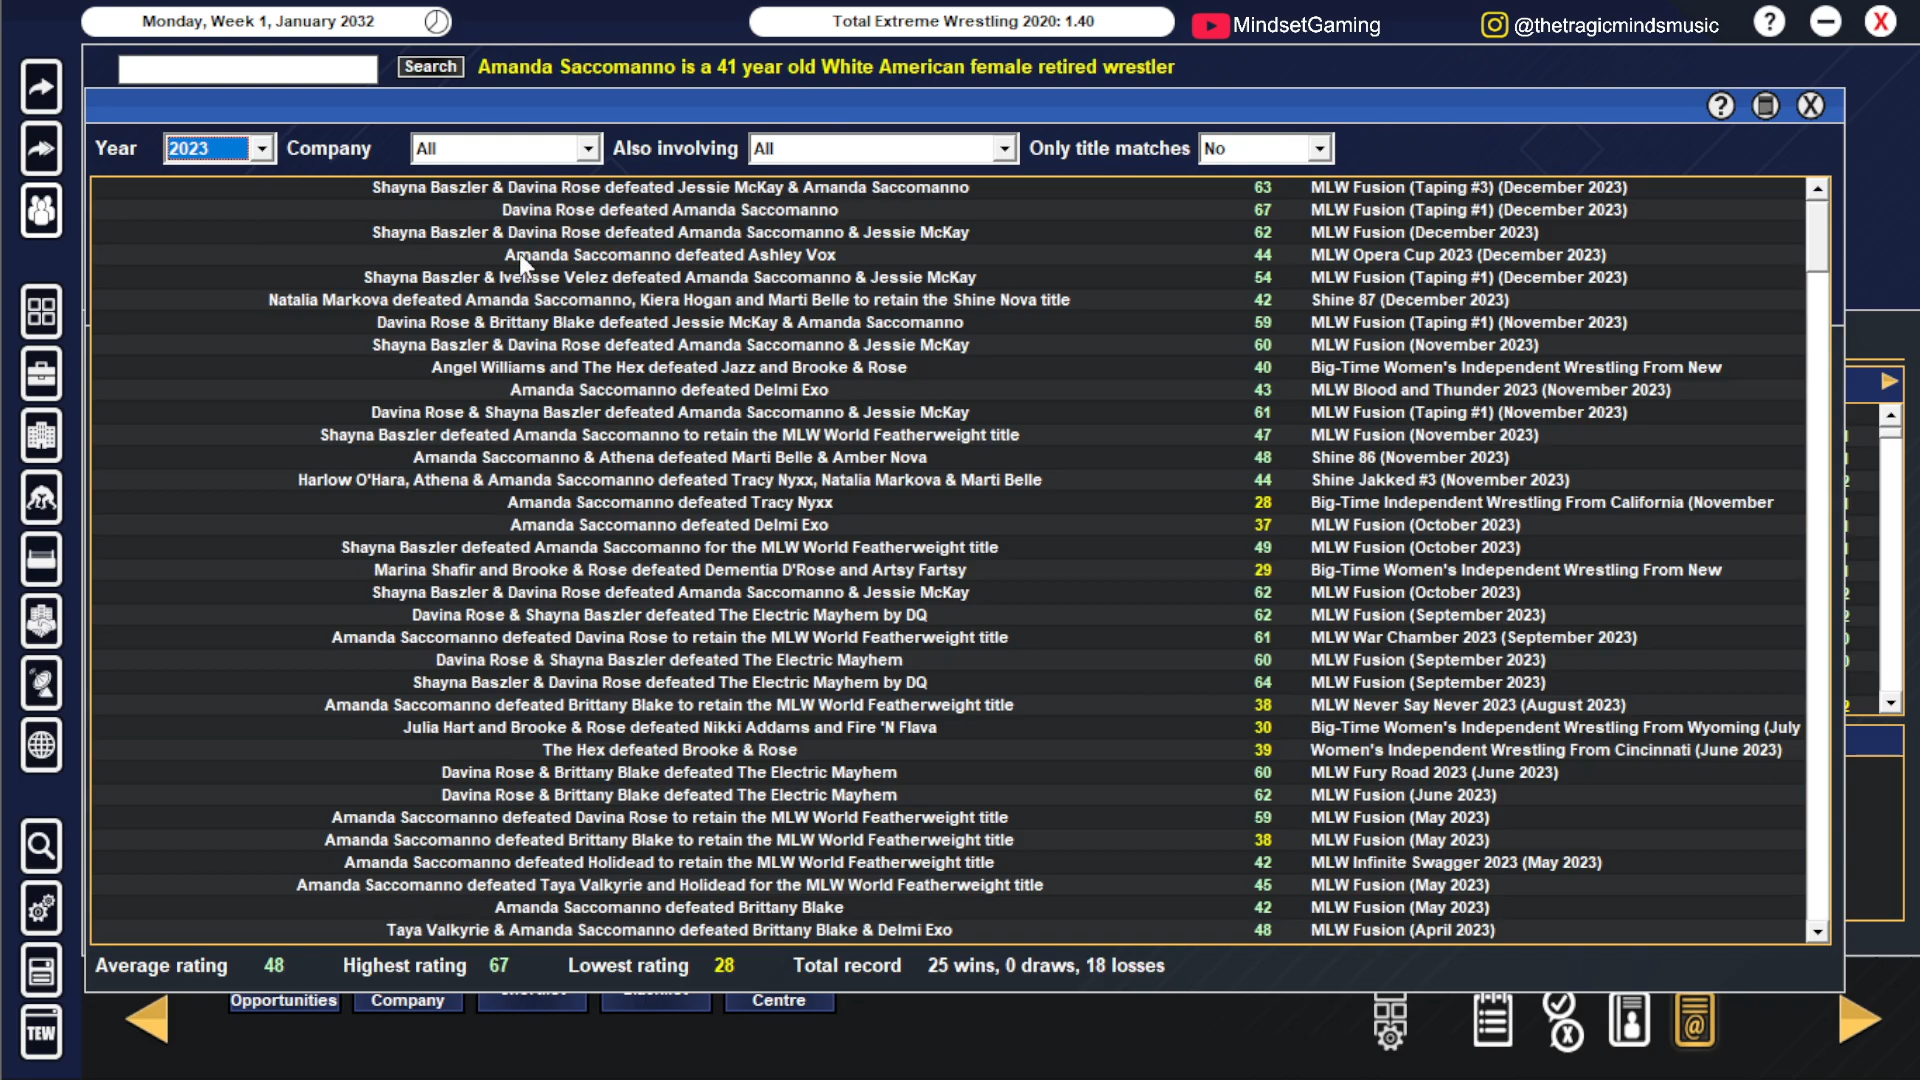 Monday, Week 1, January 2032
Total Extreme Wrestling 2020: 1.40
MindsetGaming
@thetragicmindsmusic
? X
Search
Amanda Saccomanno is a 41 year old White American female retired wrestler
? X
Year 2023 Company All Also involving All Only title matches No
Shayna Baszler & Davina Rose defeated Jessie McKay & Amanda Saccomanno 63 MLW Fusion (Taping #3) (December 2023)
Davina Rose defeated Amanda Saccomanno 67 MLW Fusion (Taping #1) (December 2023)
Shayna Baszler & Davina Rose defeated Amanda Saccomanno & Jessie McKay 62 MLW Fusion (December 2023)
Amanda Saccomanno defeated Ashley Vox 44 MLW Opera Cup 2023 (December 2023)
Shayna Baszler & Ivelisse Velez defeated Amanda Saccomanno & Jessie McKay 54 MLW Fusion (Taping #1) (December 2023)
Natalia Markova defeated Amanda Saccomanno, Kiera Hogan and Marti Belle to retain the Shine Nova title 42 Shine 87 (December 2023)
Davina Rose & Brittany Blake defeated Jessie McKay & Amanda Saccomanno 59 MLW Fusion (Taping #1) (November 2023)
Shayna Baszler & Davina Rose defeated Amanda Saccomanno & Jessie McKay 60 MLW Fusion (November 2023)
Angel Williams and The Hex defeated Jazz and Brooke & Rose 40 Big-Time Women's Independent Wrestling From New
Amanda Saccomanno defeated Delmi Exo 43 MLW Blood and Thunder 2023 (November 2023)
Davina Rose & Shayna Baszler defeated Amanda Saccomanno & Jessie McKay 61 MLW Fusion (Taping #1) (November 2023)
Shayna Baszler defeated Amanda Saccomanno to retain the MLW World Featherweight title 47 MLW Fusion (November 2023)
Amanda Saccomanno & Athena defeated Marti Belle & Amber Nova 48 Shine 86 (November 2023)
Harlow O'Hara, Athena & Amanda Saccomanno defeated Tracy Nyxx, Natalia Markova & Marti Belle 44 Shine Jakked #3 (November 2023)
Amanda Saccomanno defeated Tracy Nyxx 28 Big-Time Independent Wrestling From California (November
Amanda Saccomanno defeated Delmi Exo 37 MLW Fusion (October 2023)
Shayna Baszler defeated Amanda Saccomanno for the MLW World Featherweight title 49 MLW Fusion (October 2023)
Marina Shafir and Brooke & Rose defeated Dementia D'Rose and Artsy Fartsy 29 Big-Time Women's Independent Wrestling From New
Shayna Baszler & Davina Rose defeated Amanda Saccomanno & Jessie McKay 62 MLW Fusion (October 2023)
Davina Rose & Shayna Baszler defeated The Electric Mayhem by DQ 62 MLW Fusion (September 2023)
Amanda Saccomanno defeated Davina Rose to retain the MLW World Featherweight title 61 MLW War Chamber 2023 (September 2023)
Davina Rose & Shayna Baszler defeated The Electric Mayhem 60 MLW Fusion (September 2023)
Shayna Baszler & Davina Rose defeated The Electric Mayhem by DQ 64 MLW Fusion (September 2023)
Amanda Saccomanno defeated Brittany Blake to retain the MLW World Featherweight title 38 MLW Never Say Never 2023 (August 2023)
Julia Hart and Brooke & Rose defeated Nikki Addams and Fire 'N Flava 30 Big-Time Women's Independent Wrestling From Wyoming (July
The Hex defeated Brooke & Rose 39 Women's Independent Wrestling From Cincinnati (June 2023)
Davina Rose & Brittany Blake defeated The Electric Mayhem 60 MLW Fury Road 2023 (June 2023)
Davina Rose & Brittany Blake defeated The Electric Mayhem 62 MLW Fusion (June 2023)
Amanda Saccomanno defeated Davina Rose to retain the MLW World Featherweight title 59 MLW Fusion (May 2023)
Amanda Saccomanno defeated Brittany Blake to retain the MLW World Featherweight title 38 MLW Fusion (May 2023)
Amanda Saccomanno defeated Holidead to retain the MLW World Featherweight title 42 MLW Infinite Swagger 2023 (May 2023)
Amanda Saccomanno defeated Taya Valkyrie and Holidead for the MLW World Featherweight title 45 MLW Fusion (May 2023)
Amanda Saccomanno defeated Brittany Blake 42 MLW Fusion (May 2023)
Taya Valkyrie & Amanda Saccomanno defeated Brittany Blake & Delmi Exo 48 MLW Fusion (April 2023)
Average rating 48 Highest rating 67 Lowest rating 28 Total record 25 wins, 0 draws, 18 losses
Opportunities Company Centre
TEW